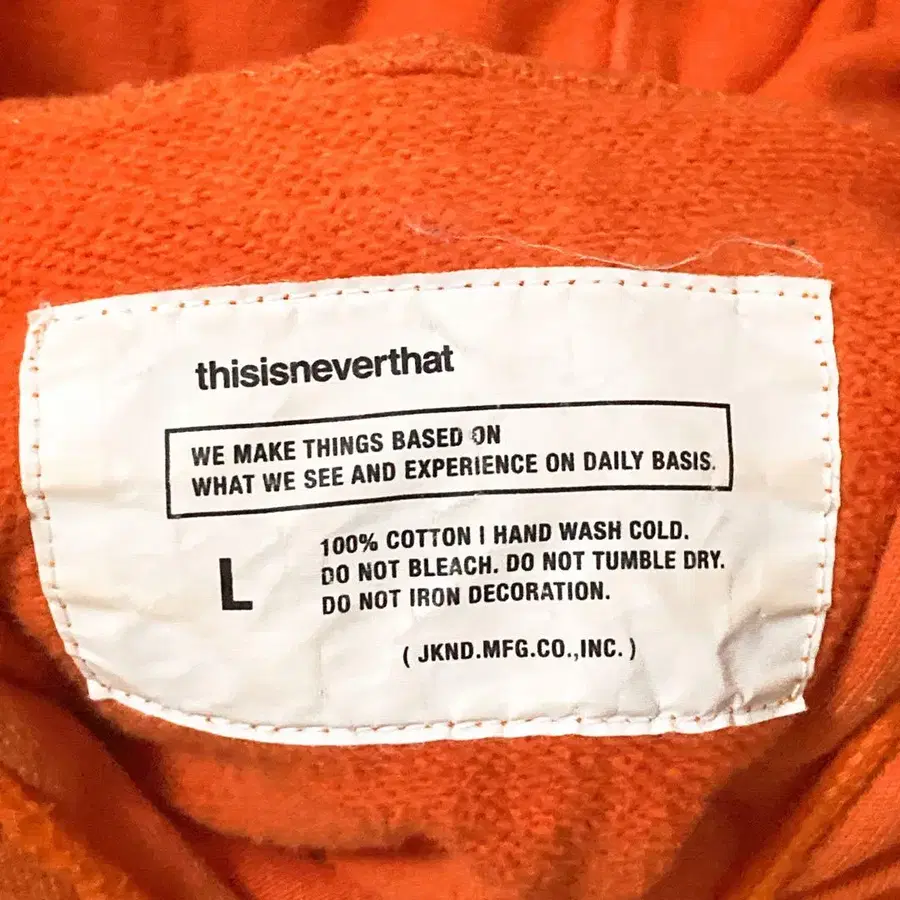 thisisneverthat
WE MAKE THINGS BASED ON
WHAT WE SEE AND EXPERIENCE ON DAILY BASIS.
L
100% COTTON | HAND WASH COLD.
DO NOT BLEACH. DO NOT TUMBLE DRY.
DO NOT IRON DECORATION.
( JKND.MFG.CO.,INC. )